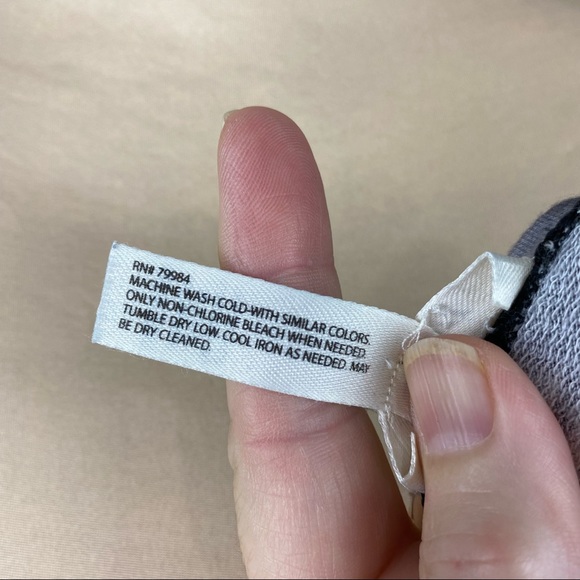 RN# 79984
MACHINE WASH COLD-WITH SIMILAR COLORS.
ONLY NON-CHLORINE BLEACH WHEN NEEDED.
TUMBLE DRY LOW. COOL IRON AS NEEDED. MAY
BE DRY CLEANED.